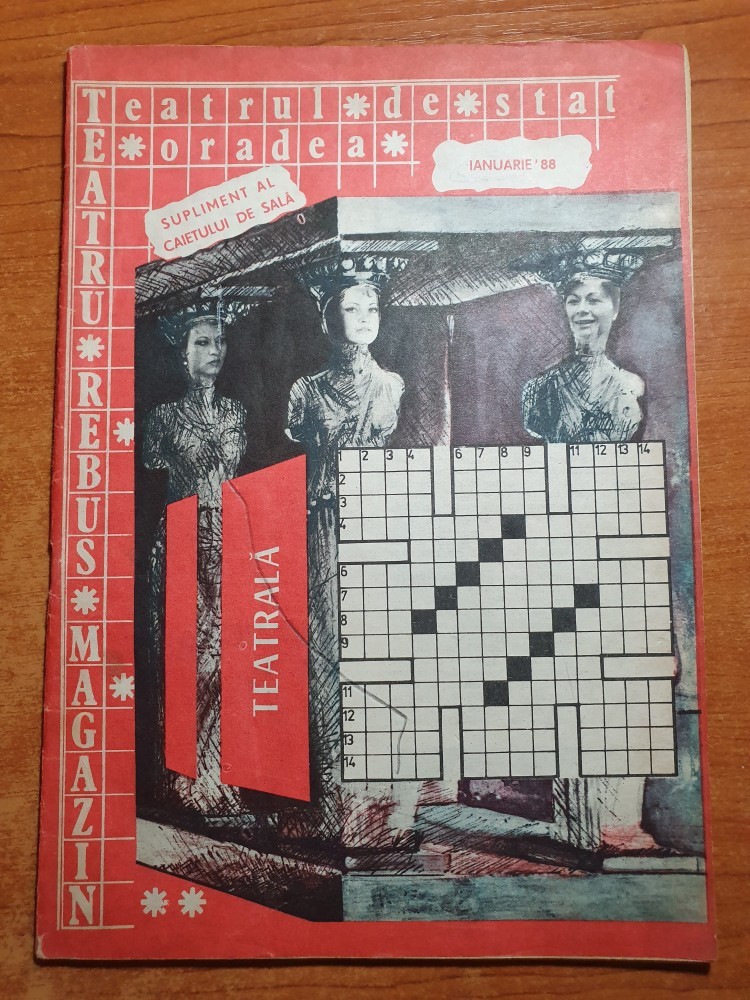 Teatrul * de * stat
* oradea *
IANUARIE '88
SUPLIMENT AL
CAIETULUI DE SALĂ
TEATRU * REBUS * MAGAZIN
TEATRALĂ
1 2 3 4 6 7 8 9 11 12 13 14
2
3
4
6
7
8
9
11
12
13
14